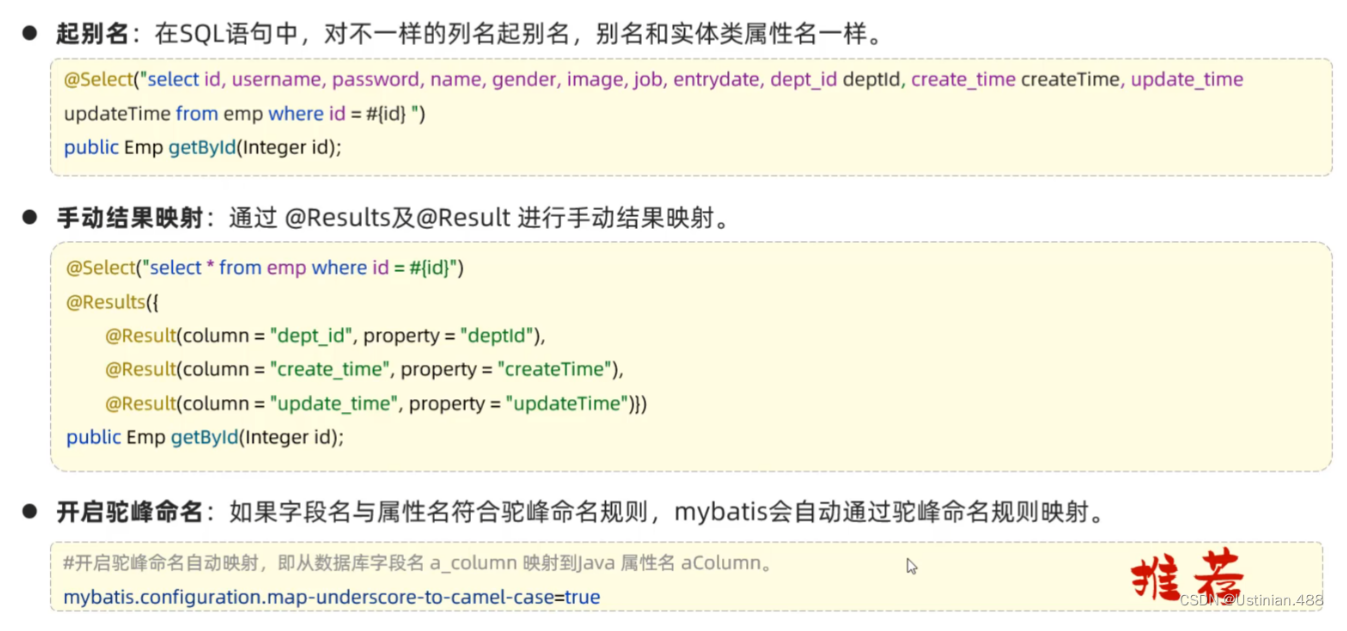 ● 起别名：在SQL语句中，对不一样的列名起别名，别名和实体类属性名一样。
@Select("select id, username, password, name, gender, image, job, entrydate, dept_id deptId, create_time createTime, update_time
updateTime from emp where id = #{id} ")
public Emp getById(Integer id);
● 手动结果映射：通过 @Results及@Result 进行手动结果映射。
@Select("select * from emp where id = #{id}")
@Results({
@Result(column = "dept_id", property = "deptId"),
@Result(column = "create_time", property = "createTime"),
@Result(column = "update_time", property = "updateTime")})
public Emp getById(Integer id);
● 开启驼峰命名：如果字段名与属性名符合驼峰命名规则，mybatis会自动通过驼峰命名规则映射。
#开启驼峰命名自动映射，即从数据库字段名 a_column 映射到Java 属性名 aColumn。
mybatis.configuration.map-underscore-to-camel-case=true
推荐
CSDN @Ustinian.488